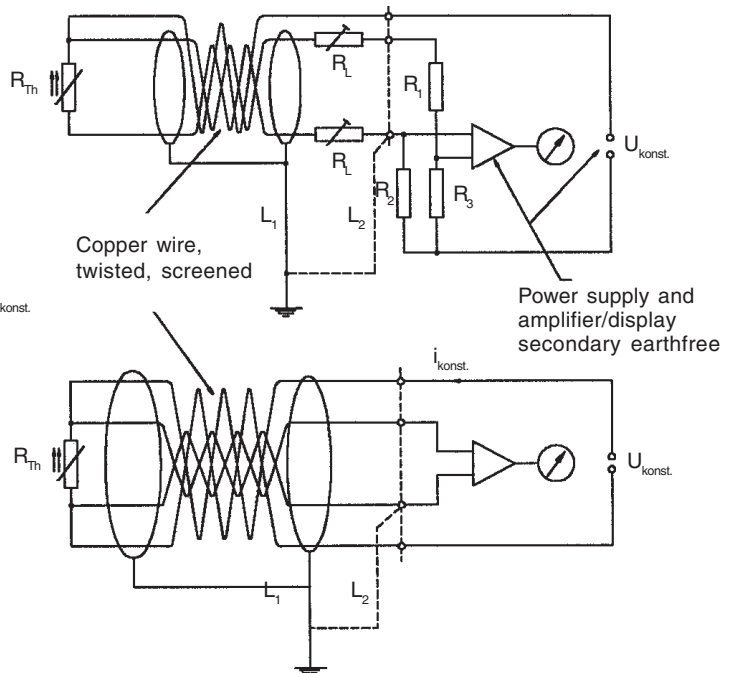 R_Th
R_L
R_1
R_L
R_2
R_3
U_konst.
L_1
L_2
Copper wire,
twisted, screened
Power supply and
amplifier/display
secondary earthfree
konst.
i_konst.
R_Th
U_konst.
L_1
L_2